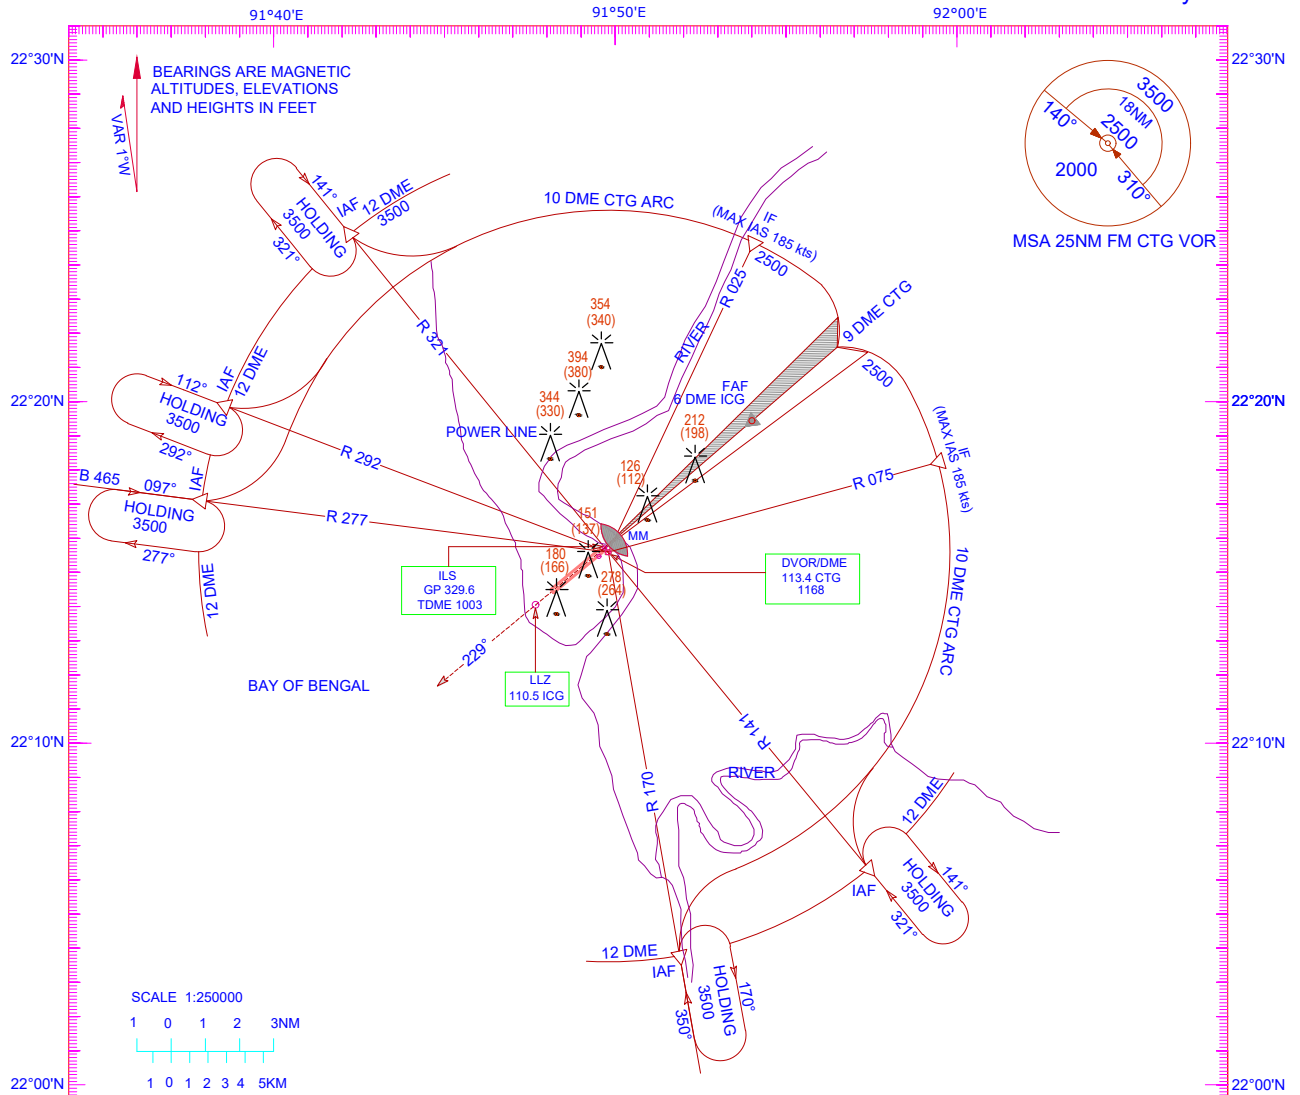 91°40'E
91°50'E
92°00'E
22°30'N
22°30'N
BEARINGS ARE MAGNETIC
ALTITUDES, ELEVATIONS
AND HEIGHTS IN FEET
VAR 1°W
3500
18NM
2500
140°
2000
310°
MSA 25NM FM CTG VOR
141°
HOLDING
3500
321°
IAF
12 DME
3500
10 DME CTG ARC
IF
(MAX IAS 185 kts)
2500
R 025
R 321
RIVER
9 DME CTG
2500
354
(340)
394
(380)
344
(330)
POWER LINE
FAF
6 DME ICG
212
(198)
126
(112)
IAF
12 DME
112°
HOLDING
3500
292°
22°20'N
22°20'N
R 292
IF
(MAX IAS 185 kts)
R 075
B 465
097°
IAF
HOLDING
3500
277°
R 277
12 DME
151
(137)
MM
180
(166)
278
(264)
ILS
GP 329.6
TDME 1003
DVOR/DME
113.4 CTG
1168
229°
LLZ
110.5 ICG
BAY OF BENGAL
10 DME CTG ARC
22°10'N
22°10'N
R 141
R 170
RIVER
12 DME
IAF
141°
HOLDING
3500
321°
12 DME
IAF
170°
HOLDING
3500
350°
SCALE 1:250000
1 0 1 2 3NM
1 0 1 2 3 4 5KM
22°00'N
22°00'N